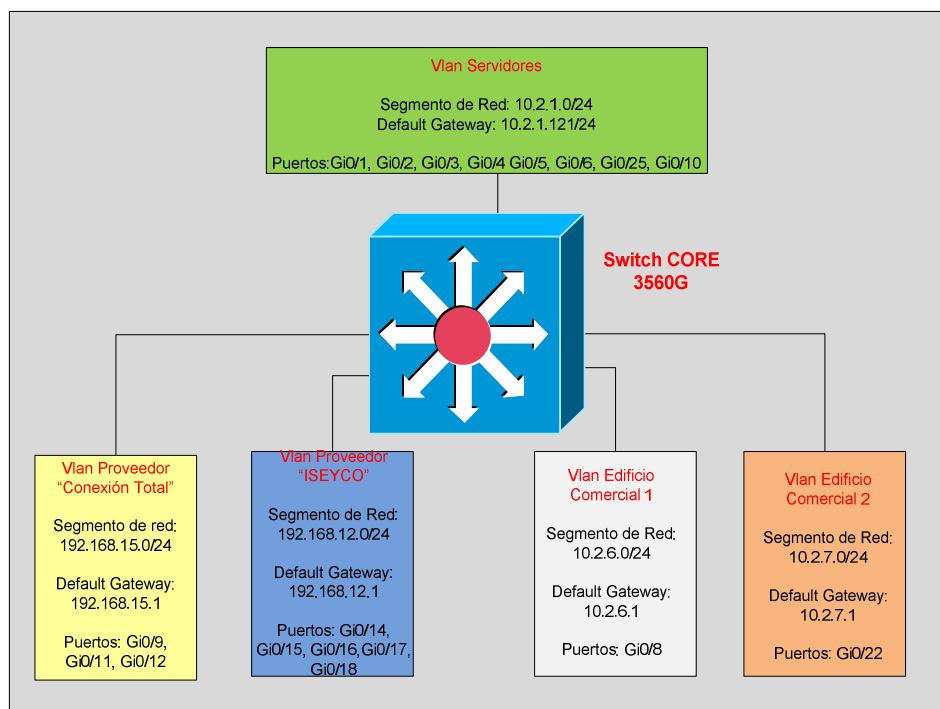 Vlan Servidores
Segmento de Red: 10.2.1.0/24
Default Gateway: 10.2.1.121/24
Puertos:Gi0/1, Gi0/2, Gi0/3, Gi0/4 Gi0/5, Gi0/6, Gi0/25, Gi0/10
Switch CORE
3560G
Vlan Proveedor
“Conexión Total”
Segmento de red:
192.168.15.0/24
Default Gateway:
192.168.15.1
Puertos: Gi0/9,
Gi0/11, Gi0/12
Vlan Proveedor
“ISEYCO”
Segmento de Red:
192.168.12.0/24
Default Gateway:
192.168.12.1
Puertos: Gi0/14,
Gi0/15, Gi0/16,Gi0/17,
Gi0/18
Vlan Edificio
Comercial 1
Segmento de Red:
10.2.6.0/24
Default Gateway:
10.2.6.1
Puertos: Gi0/8
Vlan Edificio
Comercial 2
Segmento de Red:
10.2.7.0/24
Default Gateway:
10.2.7.1
Puertos: Gi0/22